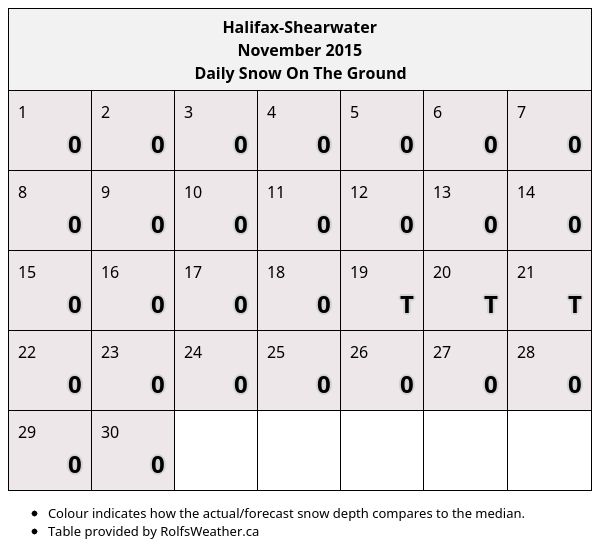 Halifax-Shearwater
November 2015
Daily Snow On The Ground
1 2 3 4 5 6 7
0 0 0 0 0 0 0
8 9 10 11 12 13 14
0 0 0 0 0 0 0
15 16 17 18 19 20 21
0 0 0 0 T T T
22 23 24 25 26 27 28
0 0 0 0 0 0 0
29 30
0 0
• Colour indicates how the actual/forecast snow depth compares to the median.
• Table provided by RolfsWeather.ca